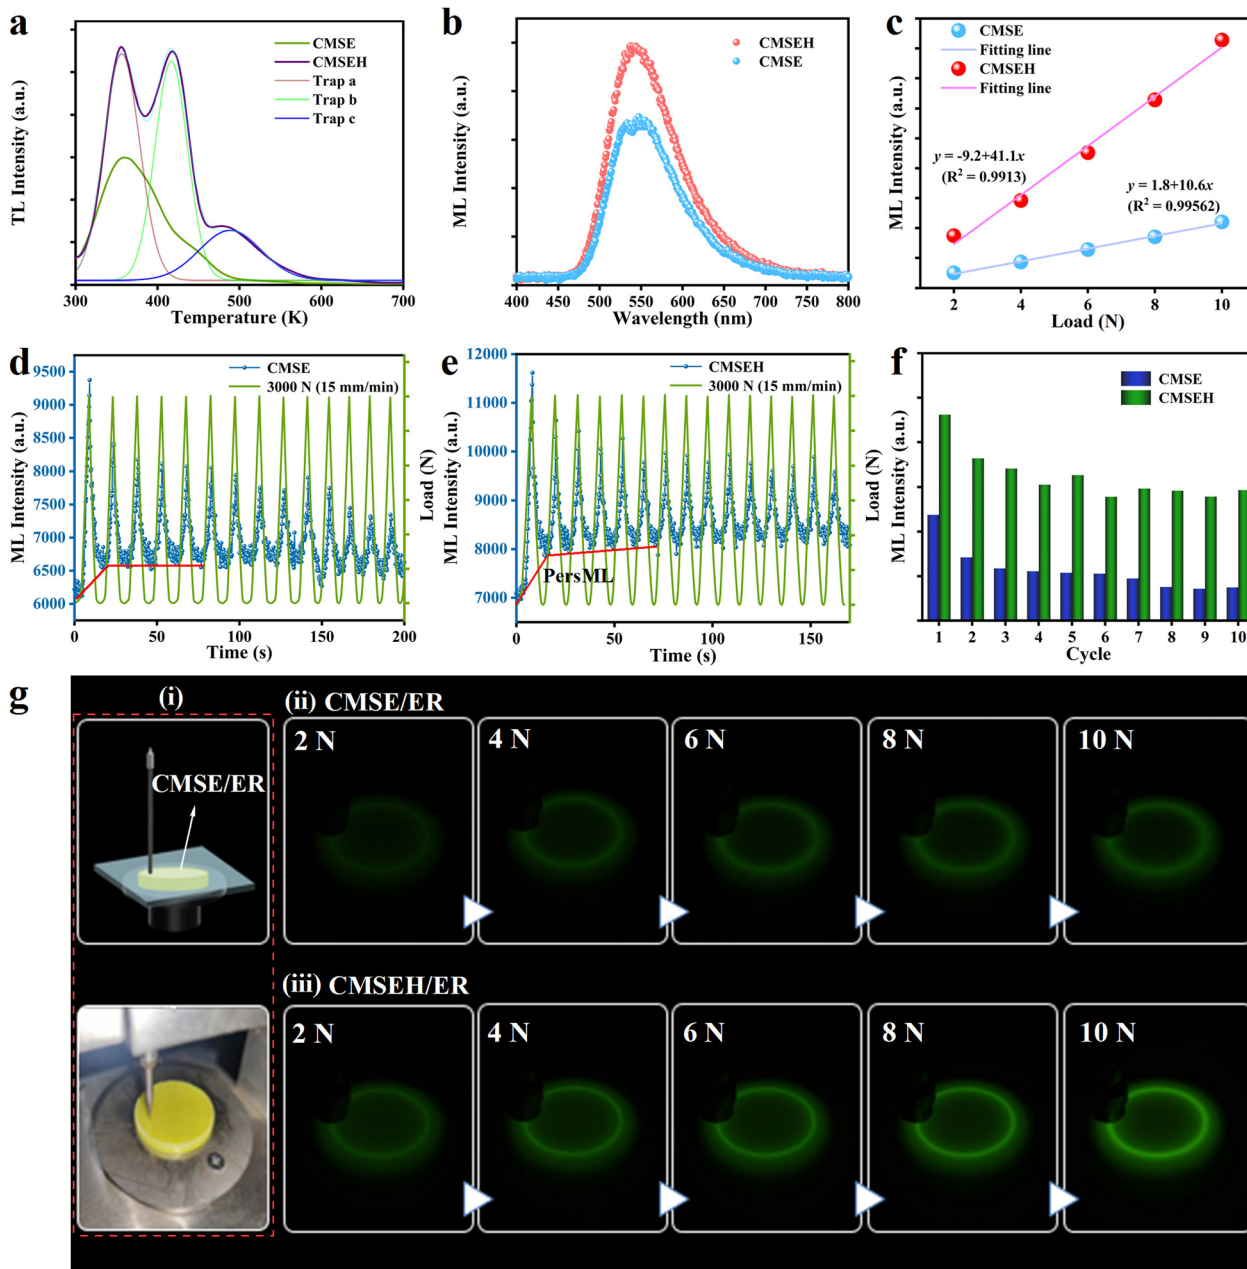 a
TL Intensity (a.u.)
CMSE
CMSEH
Trap a
Trap b
Trap c
300 400 500 600 700
Temperature (K)
b
ML Intensity (a.u.)
CMSEH
CMSE
400 450 500 550 600 650 700 750 800
Wavelength (nm)
c
ML Intensity (a.u.)
CMSE
Fitting line
CMSEH
Fitting line
y = -9.2+41.1x
(R² = 0.9913)
y = 1.8+10.6x
(R² = 0.99562)
2 4 6 8 10
Load (N)
d
ML Intensity (a.u.)
9500
9000
8500
8000
7500
7000
6500
6000
CMSE
3000 N (15 mm/min)
Load (N)
0 50 100 150 200
Time (s)
e
ML Intensity (a.u.)
12000
11000
10000
9000
8000
7000
CMSEH
3000 N (15 mm/min)
PersML
Load (N)
0 50 100 150
Time (s)
f
ML Intensity (a.u.)
CMSE
CMSEH
1 2 3 4 5 6 7 8 9 10
Cycle
g
(i)
CMSE/ER
(ii) CMSE/ER
2 N 4 N 6 N 8 N 10 N
(iii) CMSEH/ER
2 N 4 N 6 N 8 N 10 N